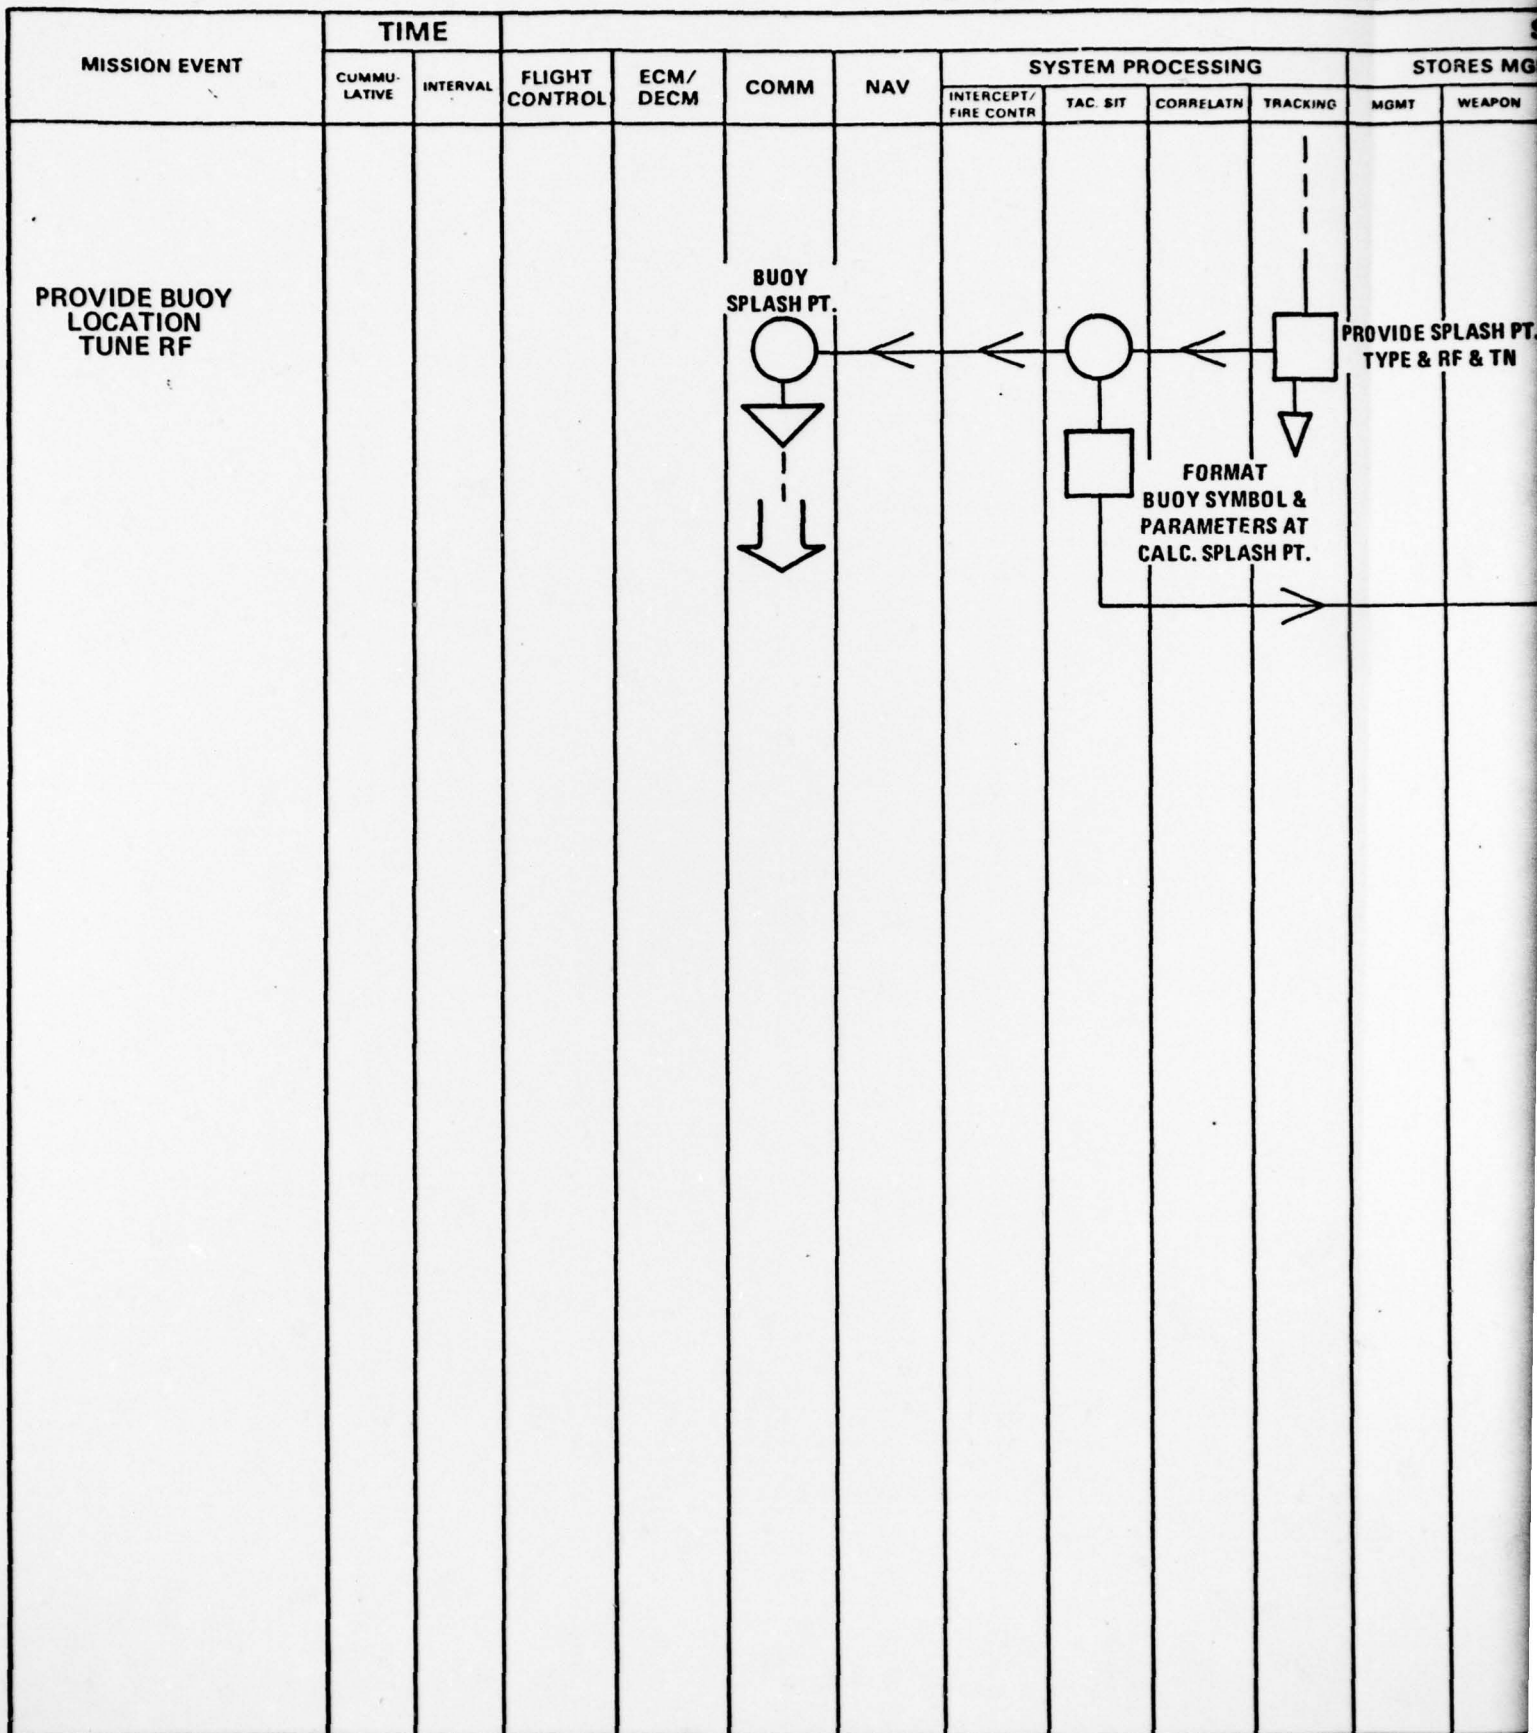 TIME
MISSION EVENT
CUMMU-
LATIVE
INTERVAL
FLIGHT
CONTROL
ECM/
DECM
COMM
NAV
SYSTEM PROCESSING
STORES MG
INTERCEPT/
FIRE CONTR
TAC. SIT
CORRELATN
TRACKING
MGMT
WEAPON
PROVIDE BUOY
LOCATION
TUNE RF
BUOY
SPLASH PT.
PROVIDE SPLASH PT.
TYPE & RF & TN
FORMAT
BUOY SYMBOL &
PARAMETERS AT
CALC. SPLASH PT.